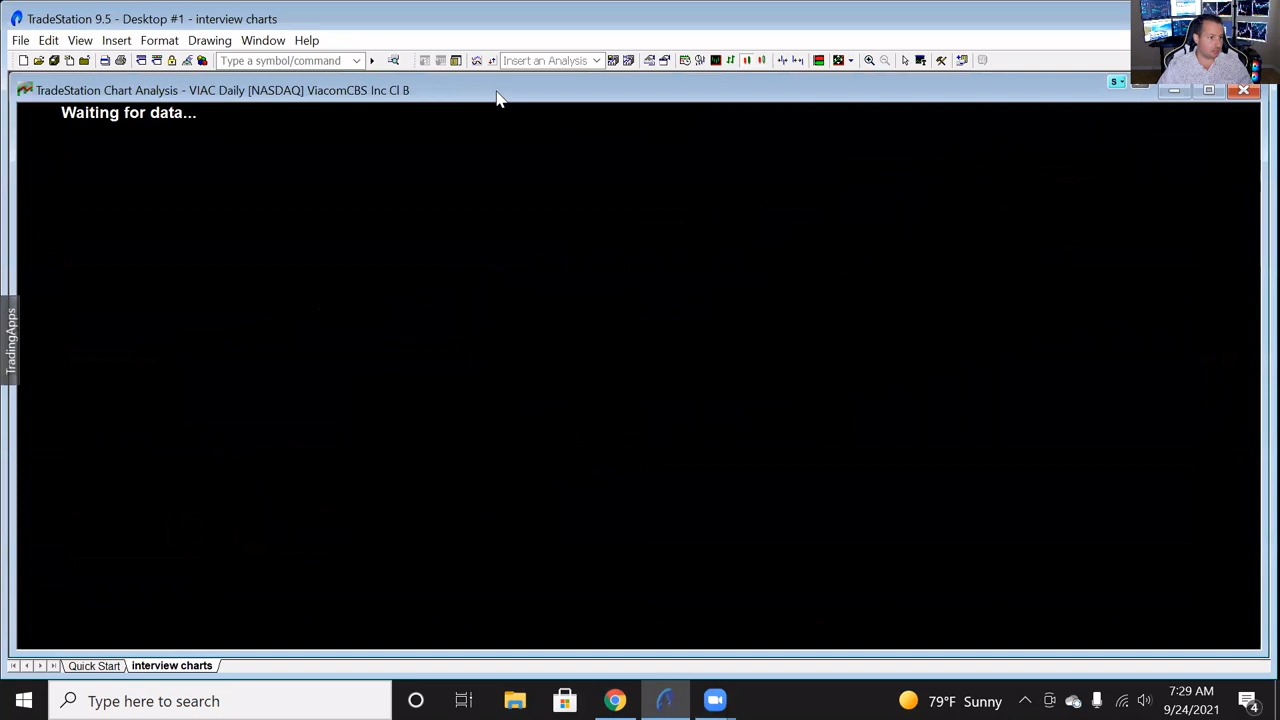 TradeStation 9.5 - Desktop #1 - interview charts
File Edit View Insert Format Drawing Window Help
Type a symbol/command
Insert an Analysis
TradeStation Chart Analysis - VIAC Daily [NASDAQ] ViacomCBS Inc Cl B
S
Waiting for data...
TradingApps
Quick Start
interview charts
Type here to search
79°F Sunny
7:29 AM
9/24/2021
4